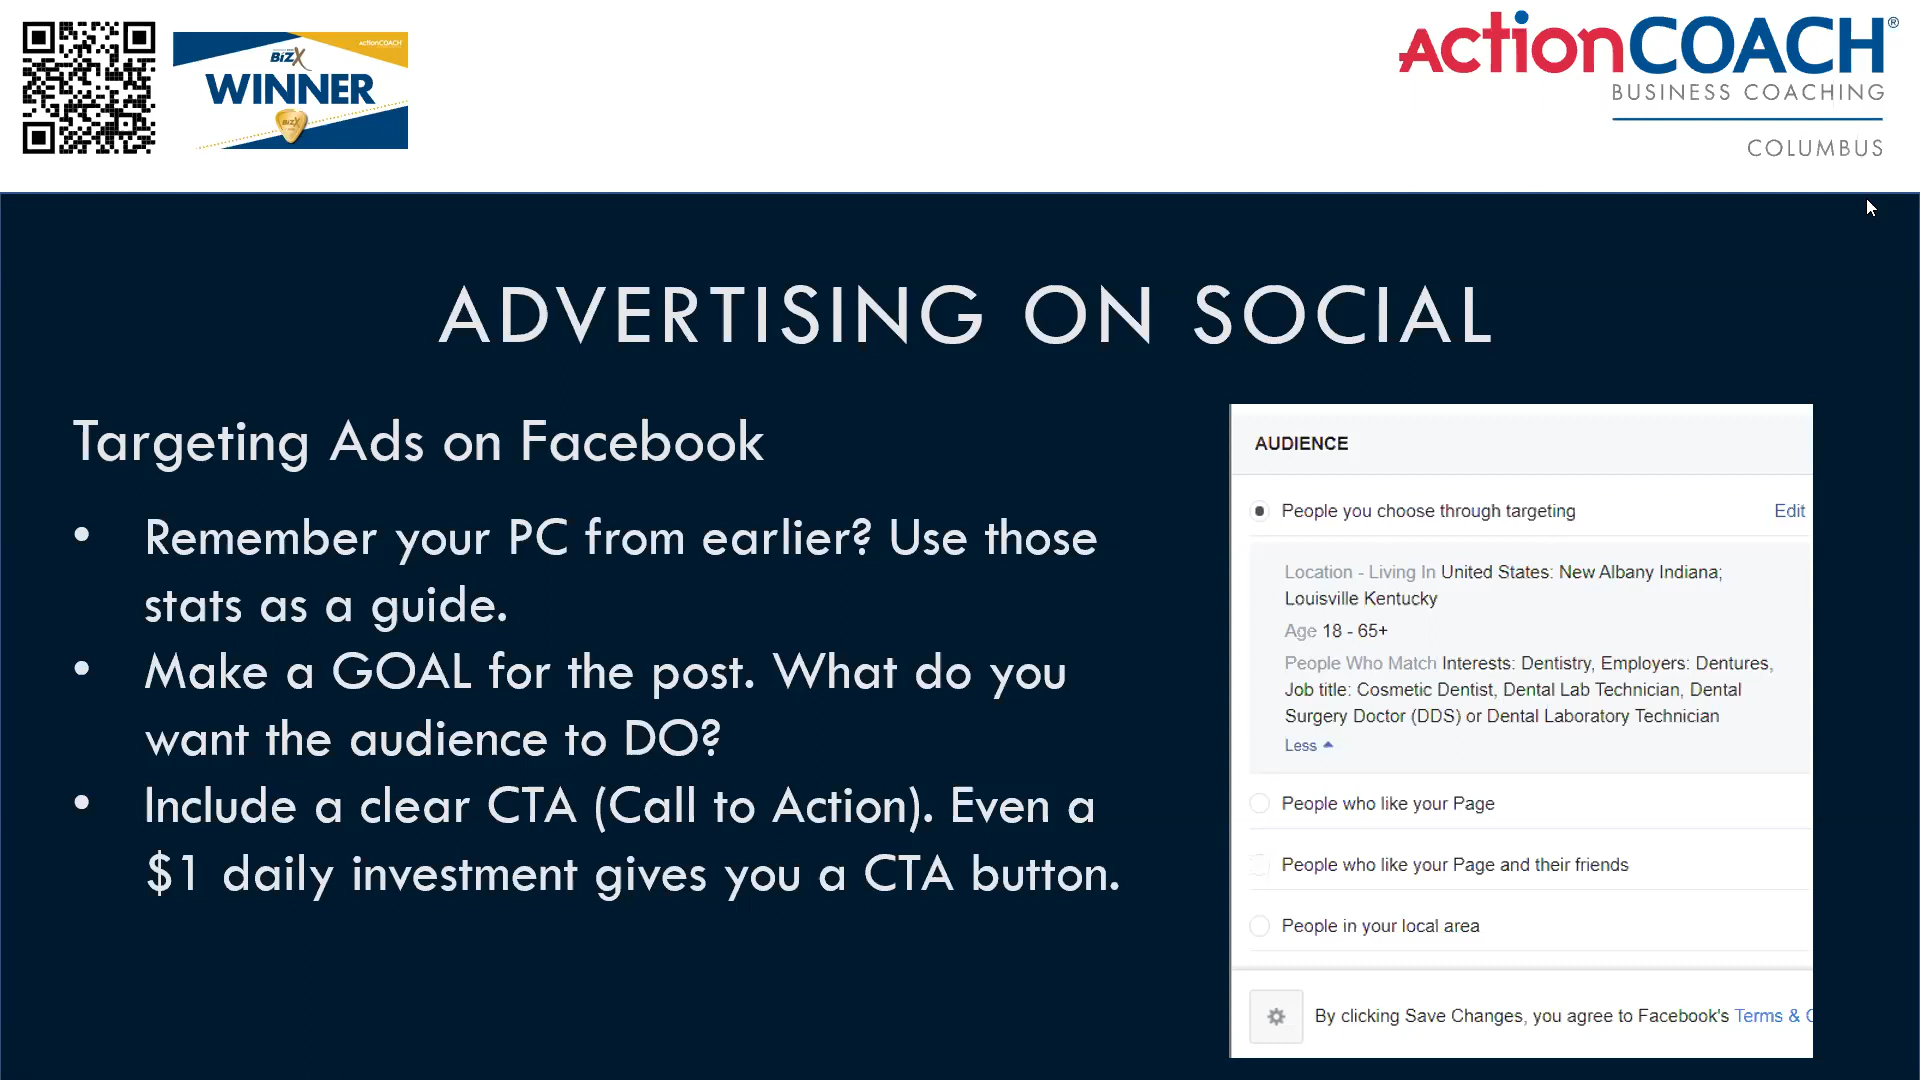 BIZX
actionCOACH
WINNER
BIZX
ActionCOACH®
BUSINESS COACHING
COLUMBUS
ADVERTISING ON SOCIAL
Targeting Ads on Facebook
• Remember your PC from earlier? Use those
stats as a guide.
• Make a GOAL for the post. What do you
want the audience to DO?
• Include a clear CTA (Call to Action). Even a
$1 daily investment gives you a CTA button.
AUDIENCE
People you choose through targeting Edit
Location - Living In United States: New Albany Indiana;
Louisville Kentucky
Age 18 - 65+
People Who Match Interests: Dentistry, Employers: Dentures,
Job title: Cosmetic Dentist, Dental Lab Technician, Dental
Surgery Doctor (DDS) or Dental Laboratory Technician
Less
People who like your Page
People who like your Page and their friends
People in your local area
By clicking Save Changes, you agree to Facebook's Terms &